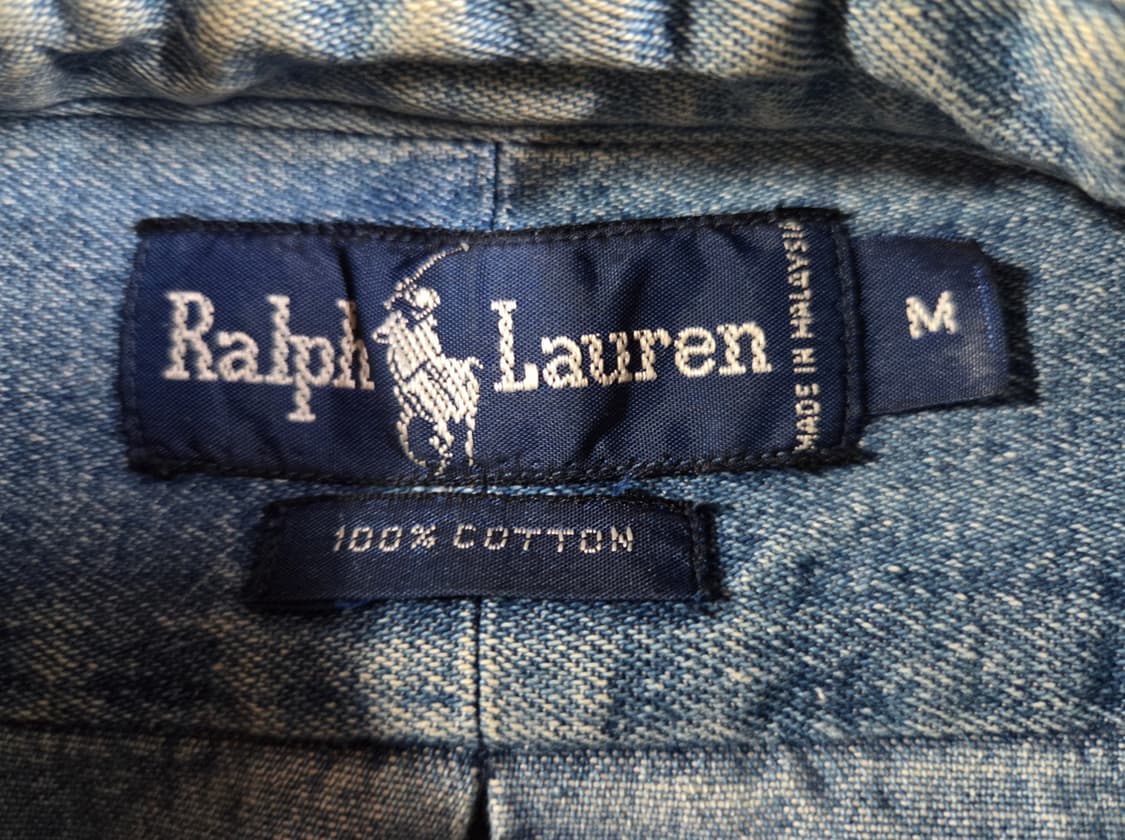 Ralph Lauren
MADE IN MALAYSIA
M
100% COTTON